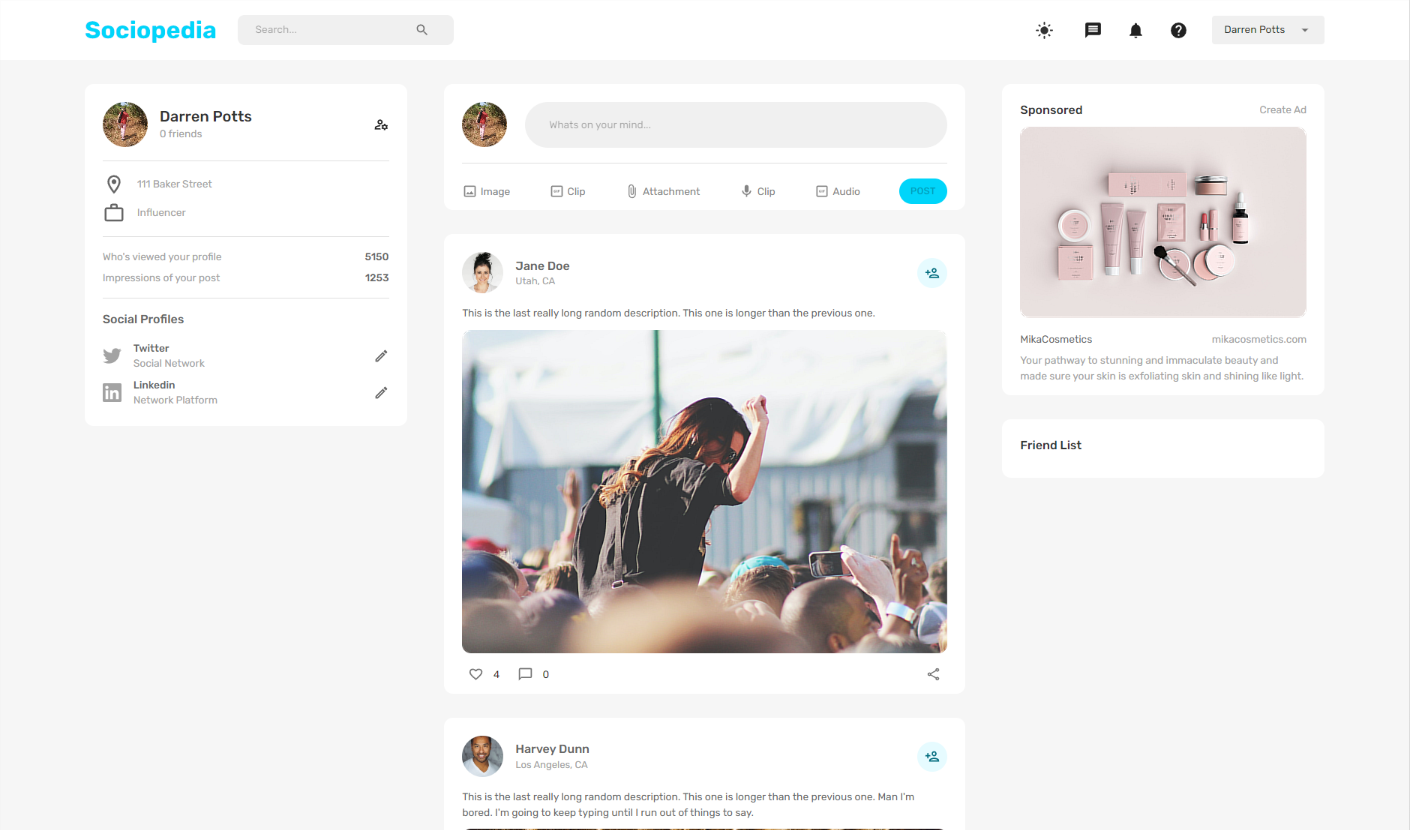 Sociopedia
Search...
Darren Potts
Darren Potts
0 friends
111 Baker Street
Influencer
Who's viewed your profile 5150
Impressions of your post 1253
Social Profiles
Twitter
Social Network
Linkedin
Network Platform
Whats on your mind...
Image Clip Attachment Clip Audio POST
Jane Doe
Utah, CA
This is the last really long random description. This one is longer than the previous one.
4 0
Harvey Dunn
Los Angeles, CA
This is the last really long random description. This one is longer than the previous one. Man I'm
bored. I'm going to keep typing until I run out of things to say.
Sponsored Create Ad
MikaCosmetics mikacosmetics.com
Your pathway to stunning and immaculate beauty and
made sure your skin is exfoliating skin and shining like light.
Friend List